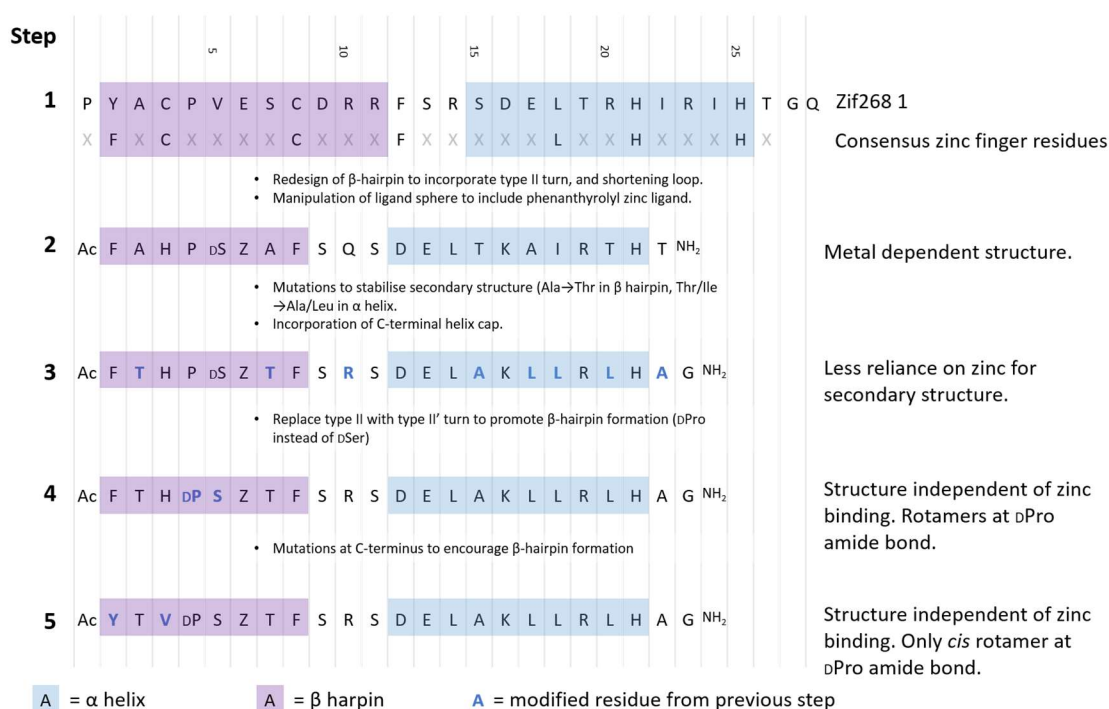 Step
5 10 15 20 25
1 P Y A C P V E S C D R R F S R S D E L T R H I R I H T G Q Zif268 1
X F X C X X X X C X X X F X X X X X L X X H X X X H X Consensus zinc finger residues
• Redesign of β-hairpin to incorporate type II turn, and shortening loop.
• Manipulation of ligand sphere to include phenanthyrolyl zinc ligand.
2 Ac F A H P DS Z A F S Q S D E L T K A I R T H T NH₂ Metal dependent structure.
• Mutations to stabilise secondary structure (Ala→Thr in β hairpin, Thr/Ile
→Ala/Leu in α helix.
• Incorporation of C-terminal helix cap.
3 Ac F T H P DS Z T F S R S D E L A K L L R L H A G NH₂ Less reliance on zinc for
secondary structure.
• Replace type II with type II’ turn to promote β-hairpin formation (DPro
instead of DSer)
4 Ac F T H DP S Z T F S R S D E L A K L L R L H A G NH₂ Structure independent of zinc
binding. Rotamers at DPro
amide bond.
• Mutations at C-terminus to encourage β-hairpin formation
5 Ac Y T V DP S Z T F S R S D E L A K L L R L H A G NH₂ Structure independent of zinc
binding. Only cis rotamer at
DPro amide bond.
A = α helix A = β harpin A = modified residue from previous step